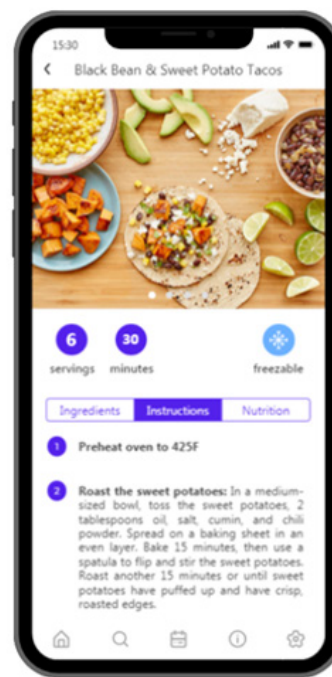 15:30
Black Bean & Sweet Potato Tacos
6
30
servings
minutes
freezable
Ingredients
Instructions
Nutrition
1
Preheat oven to 425F
2
Roast the sweet potatoes: In a medium-
sized bowl, toss the sweet potatoes, 2
tablespoons oil, salt, cumin, and chili
powder. Spread on a baking sheet in an
even layer. Bake 15 minutes, then use a
spatula to flip and stir the sweet potatoes.
Roast another 15 minutes or until sweet
potatoes have puffed up and have crisp,
roasted edges.